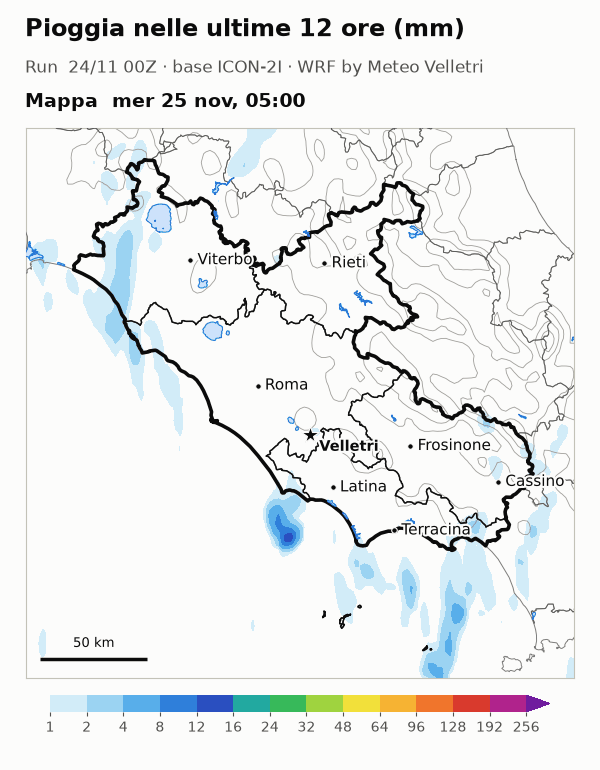 Pioggia nelle ultime 12 ore (mm)
Run  24/11 00Z · base ICON-2I · WRF by Meteo Velletri
Mappa  mer 25 nov, 05:00
Viterbo
Rieti
Roma
Velletri
Frosinone
Cassino
Latina
Terracina
50 km
1 2 4 8 12 16 24 32 48 64 96 128 192 256